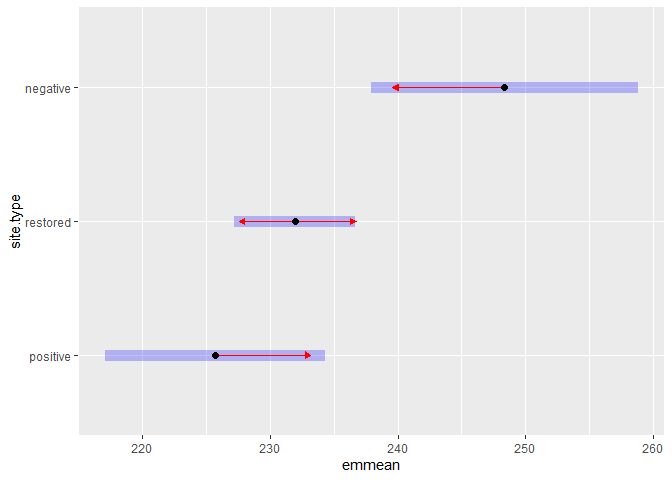 negative
restored
positive
site.type
220 230 240 250 260
emmean